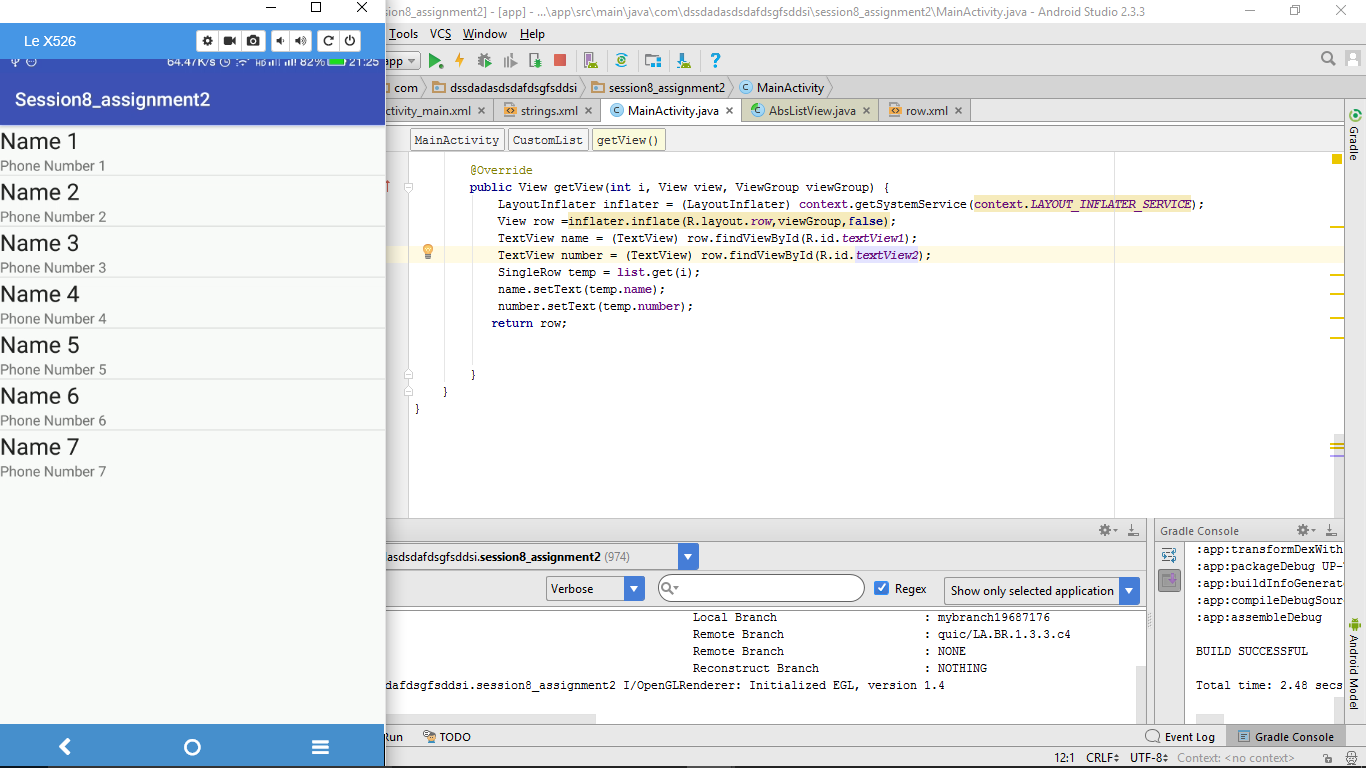 sion8_assignment2] - [app] - ...\app\src\main\java\com\dssdadasdsdafdsgfsddsi\session8_assignment2\MainActivity.java - Android Studio 2.3.3
Le X526
Tools VCS Window Help
64.47K/s 82% 21:25
app
com dssdadasdsdafdsgfsddsi session8_assignment2 MainActivity
Session8_assignment2
ctivity_main.xml strings.xml MainActivity.java AbsListView.java row.xml
MainActivity CustomList getView()
Name 1
Phone Number 1
Name 2
Phone Number 2
Name 3
Phone Number 3
Name 4
Phone Number 4
Name 5
Phone Number 5
Name 6
Phone Number 6
Name 7
Phone Number 7
@Override
public View getView(int i, View view, ViewGroup viewGroup) {
LayoutInflater inflater = (LayoutInflater) context.getSystemService(context.LAYOUT_INFLATER_SERVICE);
View row =inflater.inflate(R.layout.row,viewGroup,false);
TextView name = (TextView) row.findViewById(R.id.textView1);
TextView number = (TextView) row.findViewById(R.id.textView2);
SingleRow temp = list.get(i);
name.setText(temp.name);
number.setText(temp.number);
return row;
}
}
}
Gradle
Android Model
asdsdafdsgfsddsi.session8_assignment2 (974)
Verbose
Regex
Show only selected application
Local Branch : mybranch19687176
Remote Branch : quic/LA.BR.1.3.3.c4
Remote Branch : NONE
Reconstruct Branch : NOTHING
dafdsgfsddsi.session8_assignment2 I/OpenGLRenderer: Initialized EGL, version 1.4
Gradle Console
:app:transformDexWith
:app:packageDebug UP-
:app:buildInfoGenerat
:app:compileDebugSour
:app:assembleDebug
BUILD SUCCESSFUL
Total time: 2.48 secs
Run TODO Event Log Gradle Console
12:1 CRLF UTF-8 Context: <no context>